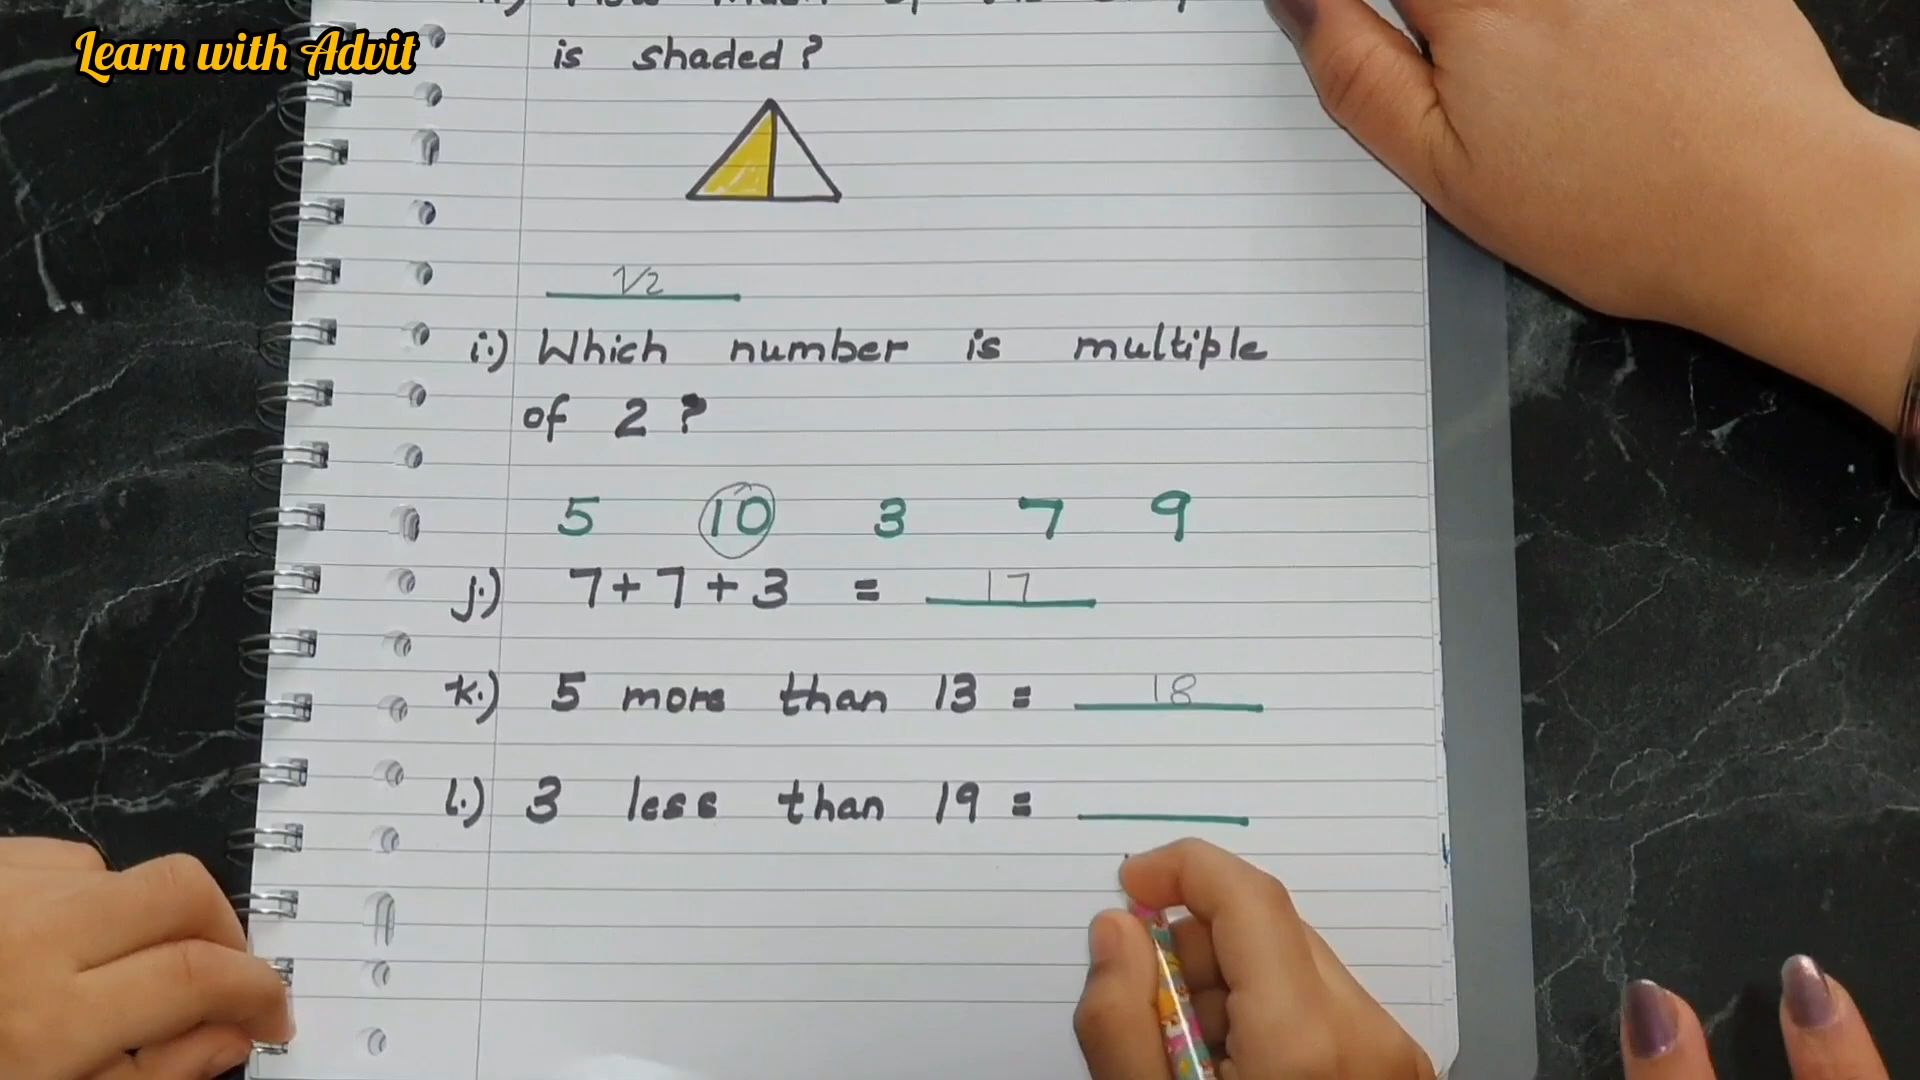 Learn with Advit
is shaded?
1/2
i.) Which number is multiple
of 2 ?
5 10 3 7 9
j.) 7+7+3 = 17
k.) 5 more than 13 = 18
l.) 3 less than 19 =